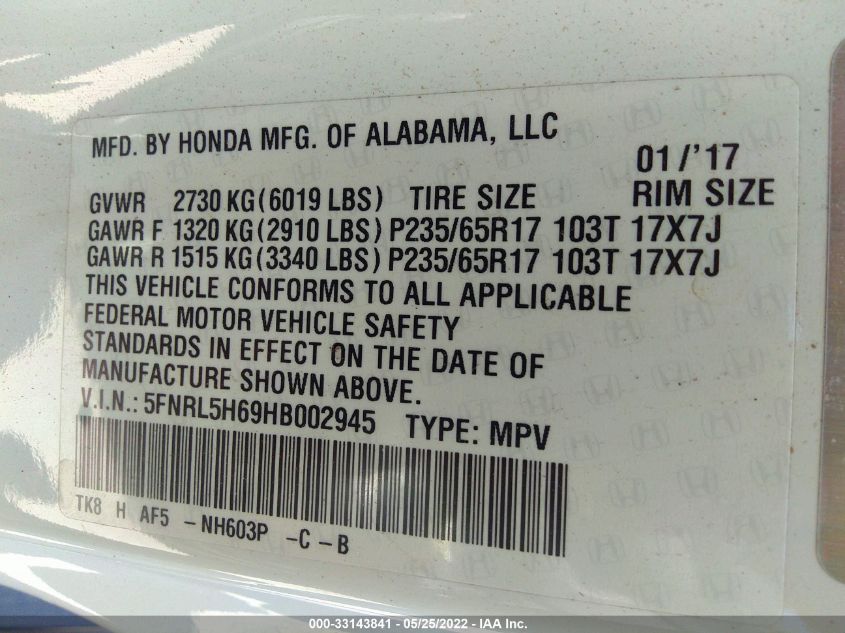 MFD. BY HONDA MFG. OF ALABAMA, LLC
01/'17
GVWR 2730 KG(6019 LBS) TIRE SIZE RIM SIZE
GAWR F 1320 KG(2910 LBS) P235/65R17 103T 17X7J
GAWR R 1515 KG(3340 LBS) P235/65R17 103T 17X7J
THIS VEHICLE CONFORMS TO ALL APPLICABLE
FEDERAL MOTOR VEHICLE SAFETY
STANDARDS IN EFFECT ON THE DATE OF
MANUFACTURE SHOWN ABOVE.
V.I.N.: 5FNRL5H69HB002945 TYPE: MPV
TK8 H AF5 -NH603P -C-B
000-33143841 - 05/25/2022 - www.iaai.com